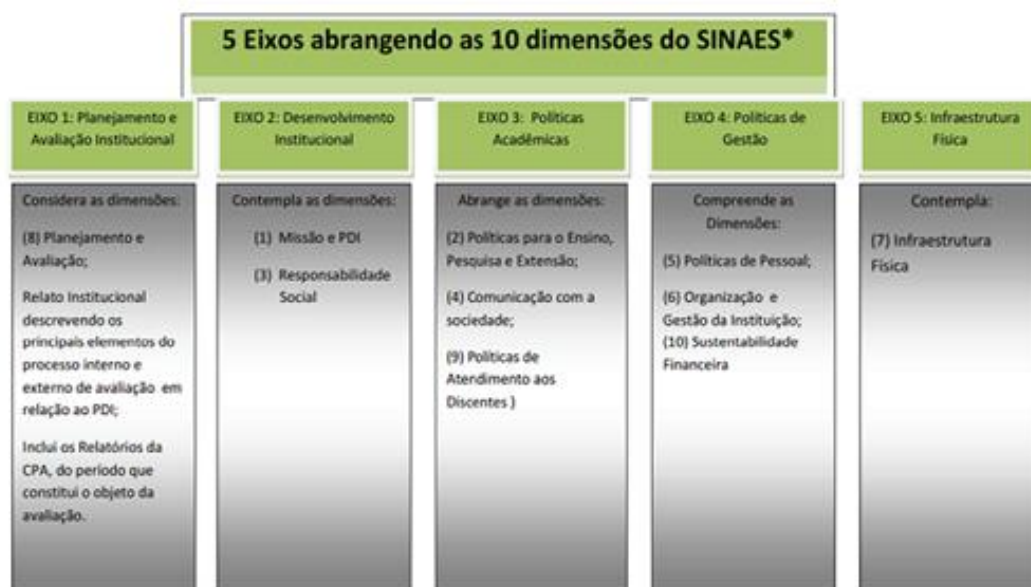 5 Eixos abrangendo as 10 dimensões do SINAES*
EIXO 1: Planejamento e
Avaliação Institucional
Considera as dimensões:
(8) Planejamento e
Avaliação;
Relato Institucional
descrevendo os
principais elementos do
processo interno e
externo de avaliação em
relação ao PDI;
Inclui os Relatórios da
CPA, do período que
constitui o objeto da
avaliação.
EIXO 2: Desenvolvimento
Institucional
Contempla as dimensões:
(1) Missão e PDI
(3) Responsabilidade
Social
EIXO 3: Políticas
Acadêmicas
Abrange as dimensões:
(2) Políticas para o Ensino,
Pesquisa e Extensão;
(4) Comunicação com a
sociedade;
(9) Políticas de
Atendimento aos
Discentes )
EIXO 4: Políticas de
Gestão
Compreende as
Dimensões:
(5) Políticas de Pessoal;
(6) Organização e
Gestão da Instituição;
(10) Sustentabilidade
Financeira
EIXO 5: Infraestrutura
Física
Contempla:
(7) Infraestrutura
Física